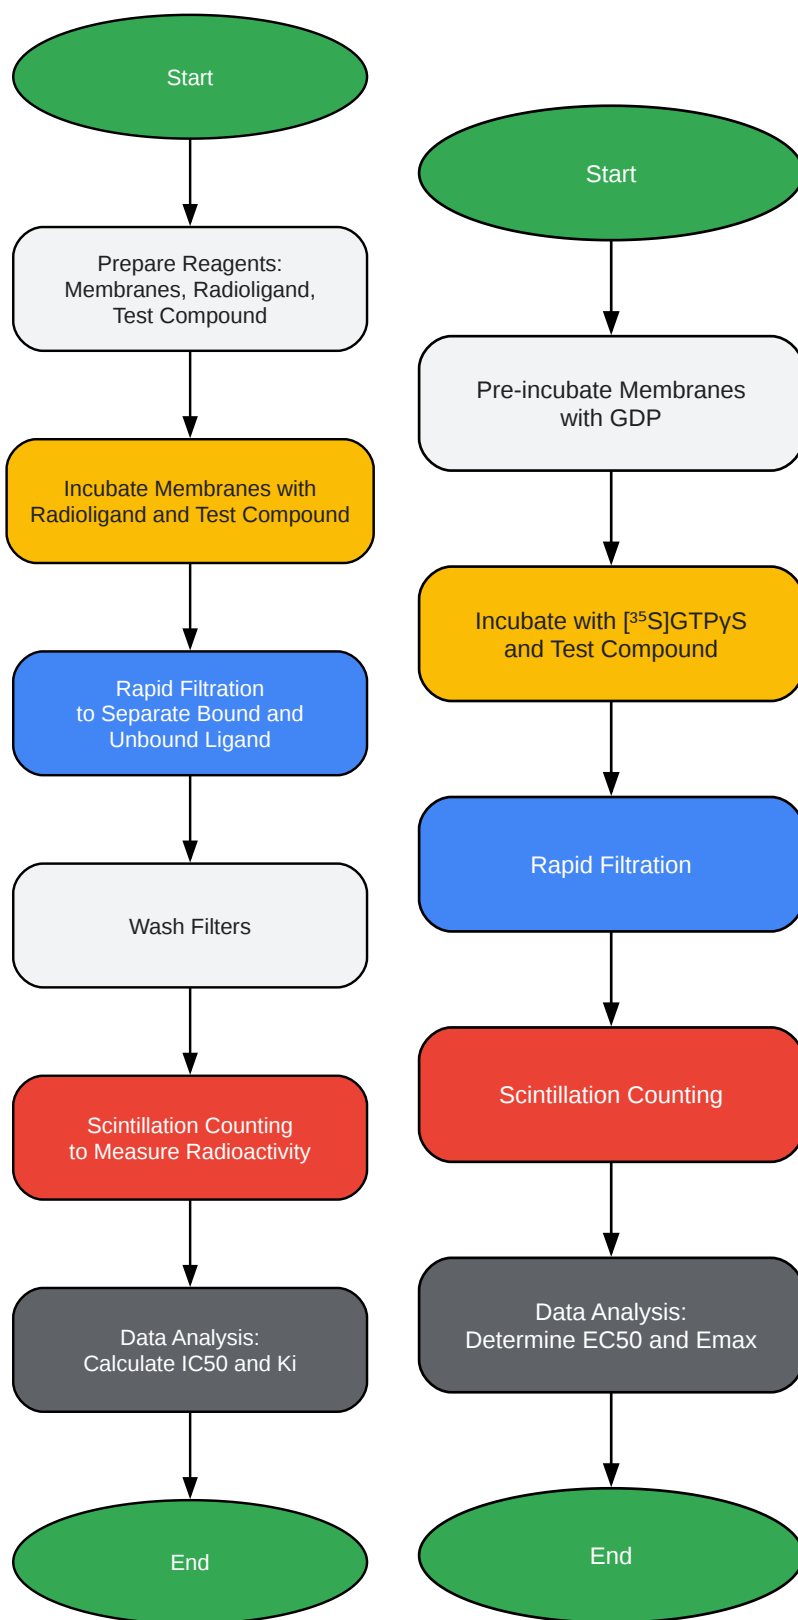 Start
Prepare Reagents:
Membranes, Radioligand,
Test Compound
Incubate Membranes with
Radioligand and Test Compound
Rapid Filtration
to Separate Bound and
Unbound Ligand
Wash Filters
Scintillation Counting
to Measure Radioactivity
Data Analysis:
Calculate IC50 and Ki
End
Start
Pre-incubate Membranes
with GDP
Incubate with [³⁵S]GTPγS
and Test Compound
Rapid Filtration
Scintillation Counting
Data Analysis:
Determine EC50 and Emax
End